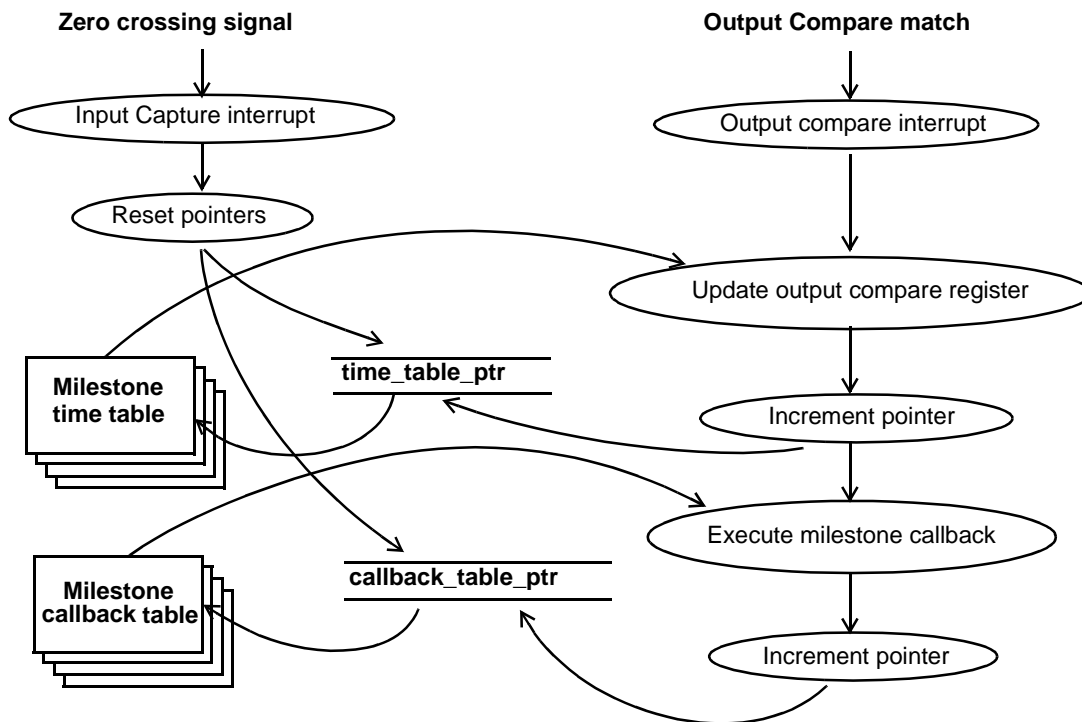 Zero crossing signal
Output Compare match
Input Capture interrupt
Output compare interrupt
Reset pointers
Update output compare register
Milestone
time table
time_table_ptr
Increment pointer
Execute milestone callback
Milestone
callback table
callback_table_ptr
Increment pointer